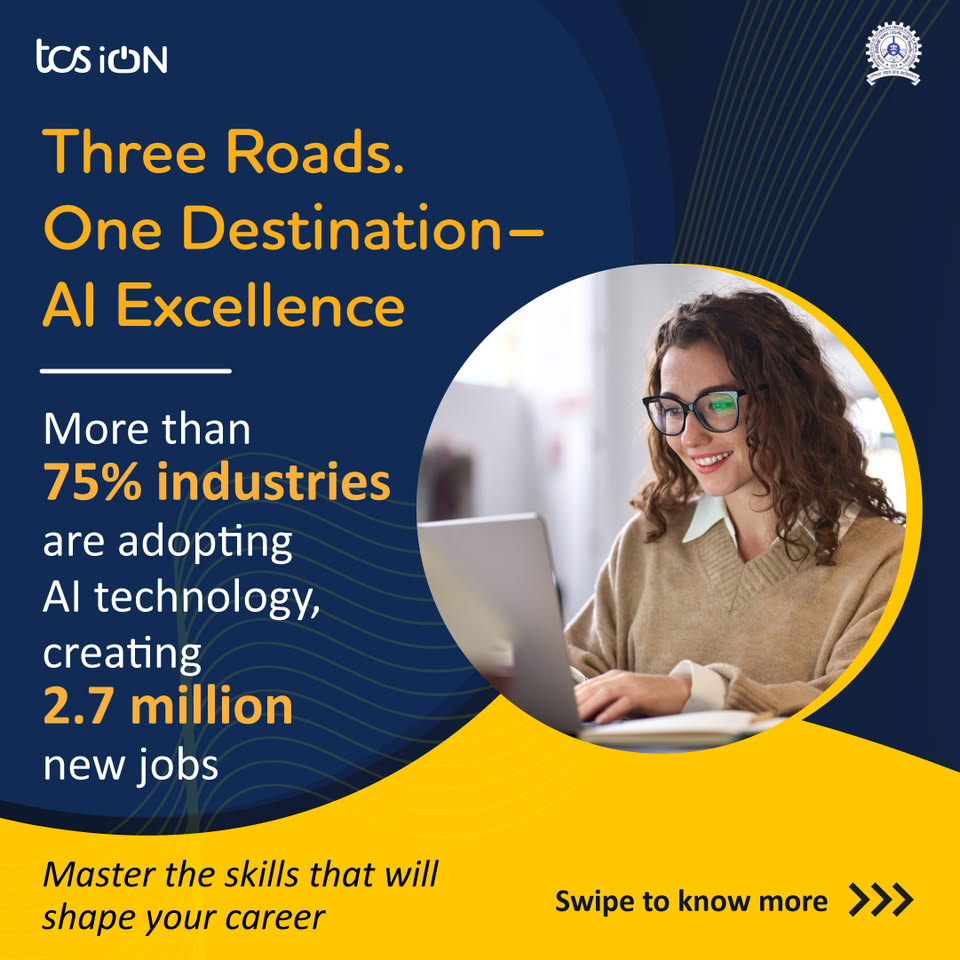 tcs iON
Three Roads.
One Destination–
AI Excellence
More than
75% industries
are adopting
AI technology,
creating
2.7 million
new jobs
Master the skills that will
shape your career
Swipe to know more